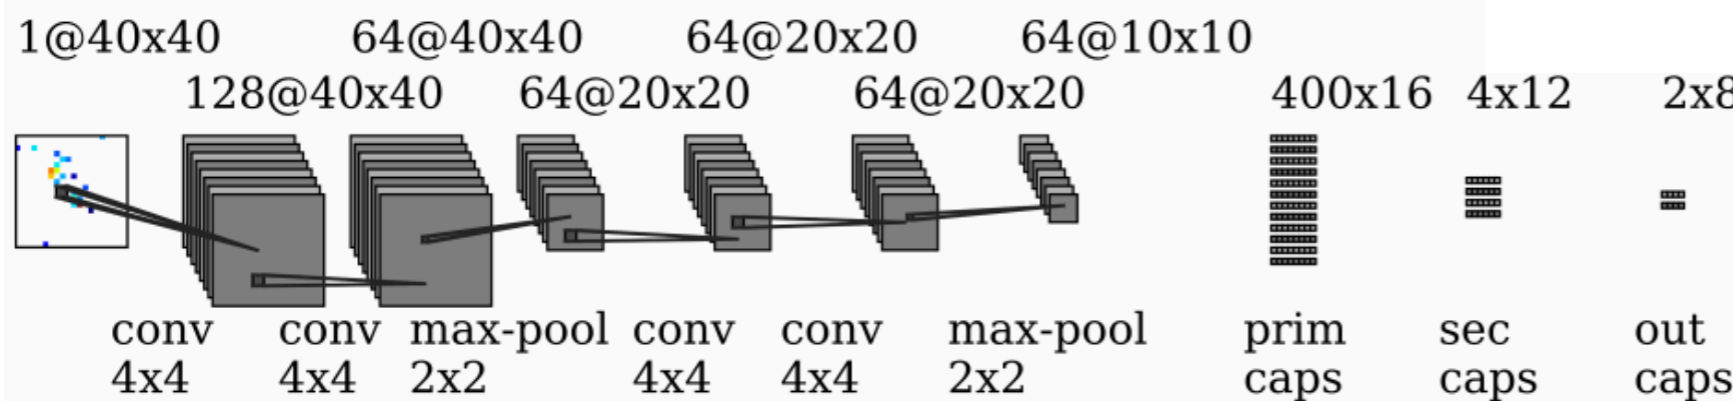 1@40x40 64@40x40 64@20x20 64@10x10
128@40x40 64@20x20 64@20x20 400x16 4x12 2x8
conv conv max-pool conv conv max-pool prim sec out
4x4 4x4 2x2 4x4 4x4 2x2 caps caps caps